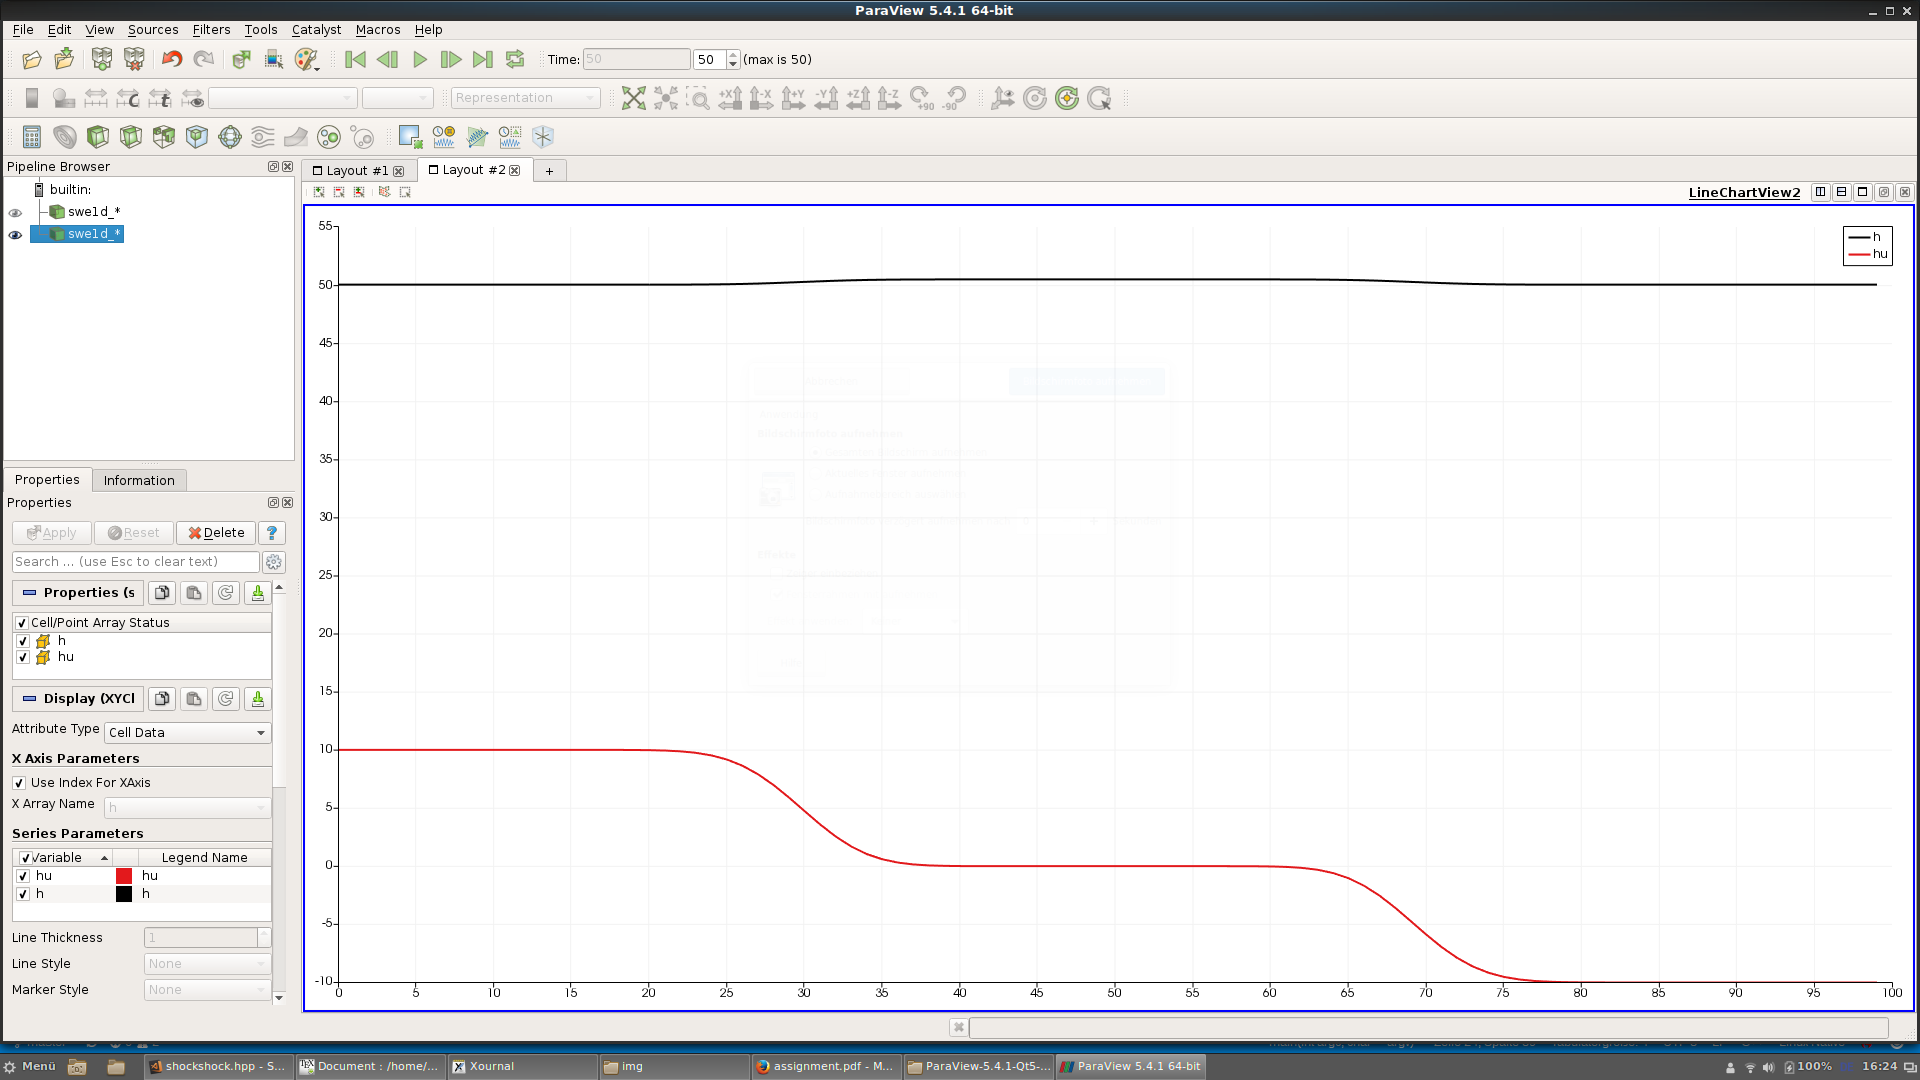 ParaView 5.4.1 64-bit
File Edit View Sources Filters Tools Catalyst Macros Help
Time: 50 50 (max is 50)
Representation
+X -X +Y -Y +Z -Z +90 -90
Pipeline Browser
builtin:
sweld_*
sweld_*
Layout #1 Layout #2 +
LineChartView2
Properties Information
Properties
Apply Reset Delete ?
Search ... (use Esc to clear text)
Properties (s
Cell/Point Array Status
h
hu
Display (XYCl
Attribute Type Cell Data
X Axis Parameters
Use Index For XAxis
X Array Name h
Series Parameters
Variable Legend Name
hu hu
h h
Line Thickness 1
Line Style None
Marker Style None
h
hu
55
50
45
40
35
30
25
20
15
10
5
0
-5
-10
0 5 10 15 20 25 30 35 40 45 50 55 60 65 70 75 80 85 90 95 100
Menü shockshock.hpp - S... Document : /home/... Xournal img assignment.pdf - M... ParaView-5.4.1-Qt5-... ParaView 5.4.1 64-bit 100% 16:24